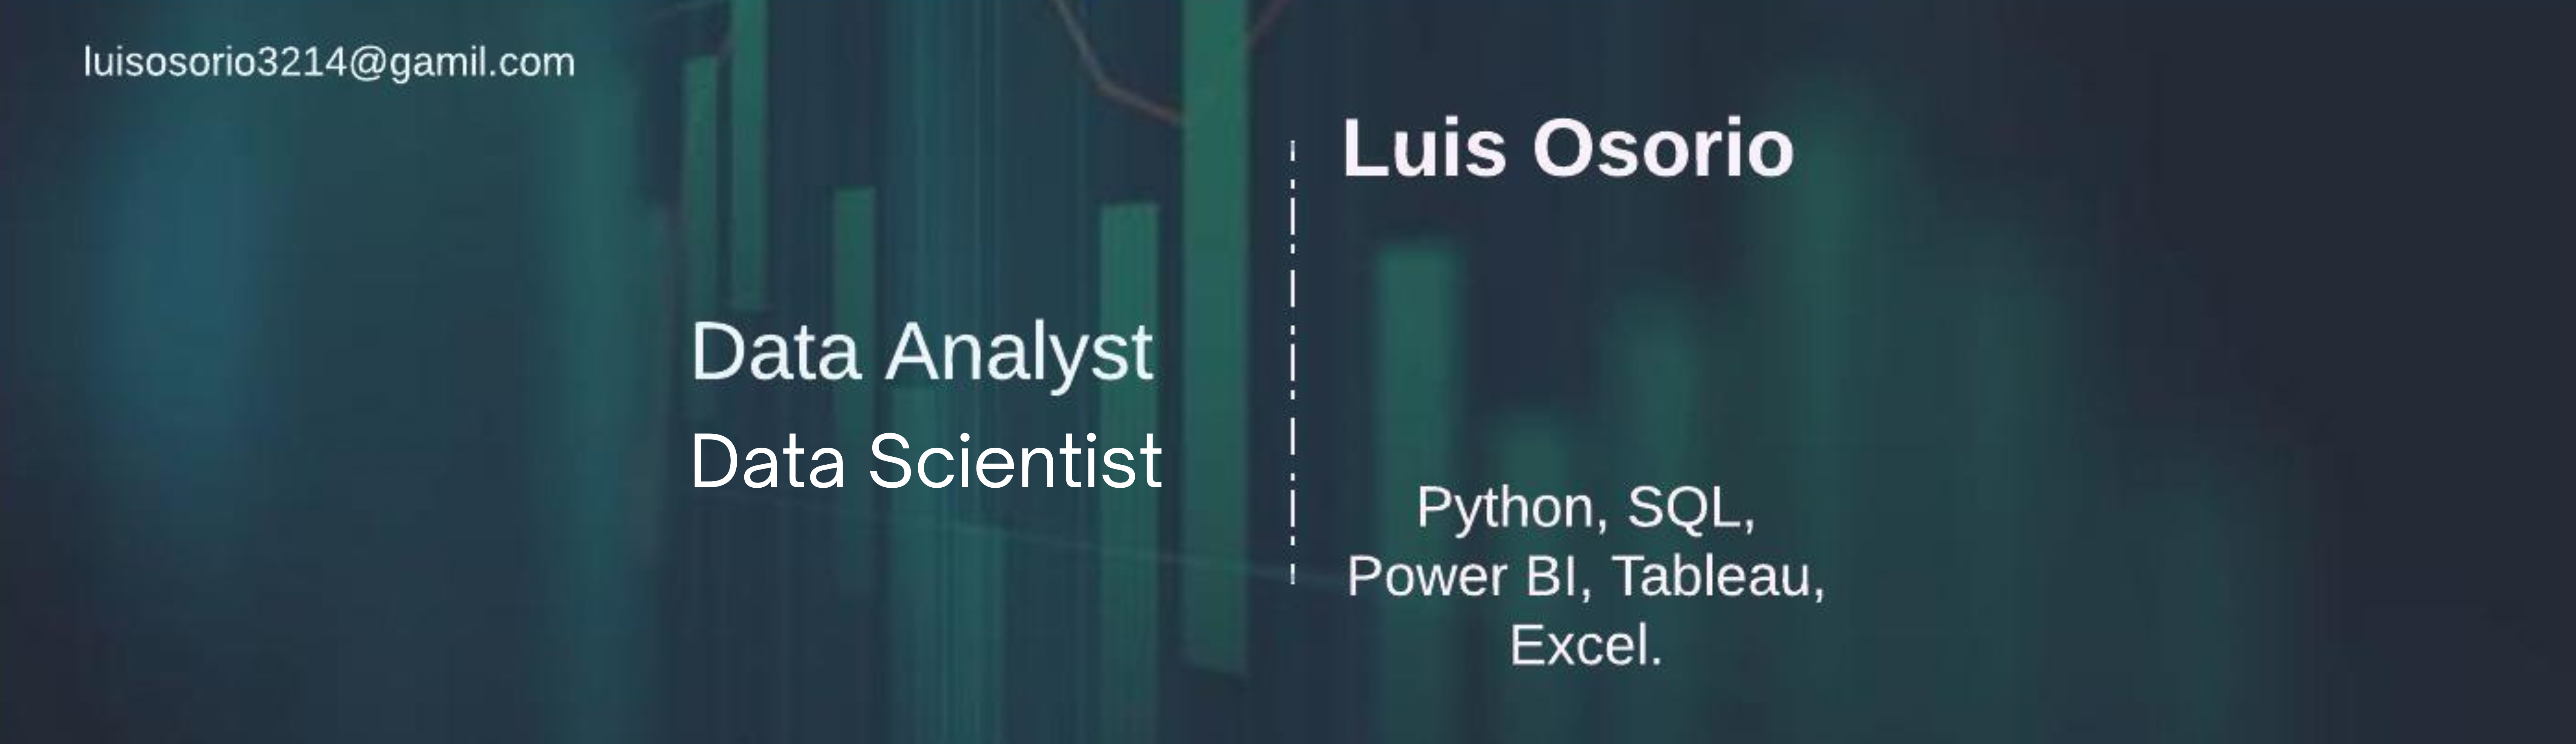 luisosorio3214@gamil.com
Luis Osorio
Data Analyst
Data Scientist
Python, SQL,
Power BI, Tableau,
Excel.